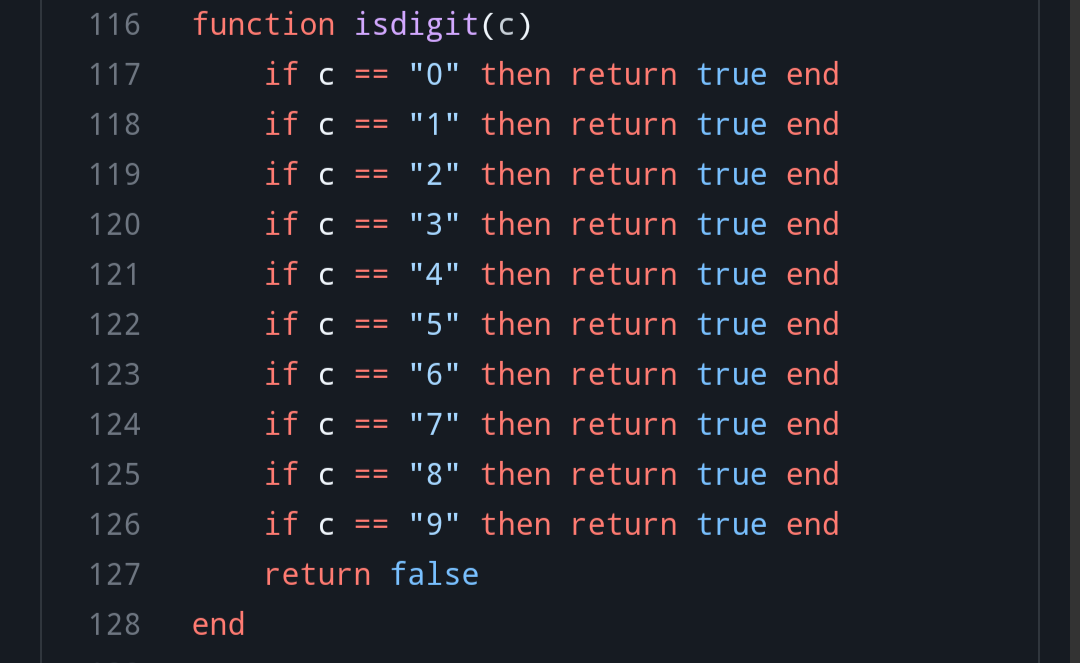 116 function isdigit(c)
117     if c == "0" then return true end
118     if c == "1" then return true end
119     if c == "2" then return true end
120     if c == "3" then return true end
121     if c == "4" then return true end
122     if c == "5" then return true end
123     if c == "6" then return true end
124     if c == "7" then return true end
125     if c == "8" then return true end
126     if c == "9" then return true end
127     return false
128 end